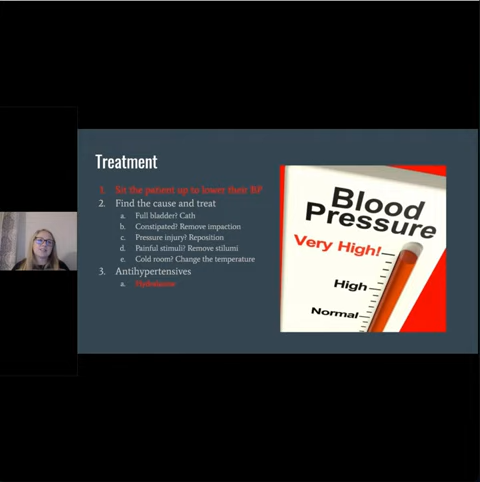 Treatment
1. Sit the patient up to lower their BP
2. Find the cause and treat
a. Full bladder? Cath
b. Constipated? Remove impaction
c. Pressure injury? Reposition
d. Painful stimuli? Remove stilumi
e. Cold room? Change the temperature
3. Antihypertensives
a. Hydralazine
Blood
Pressure
Very High!
High
Normal